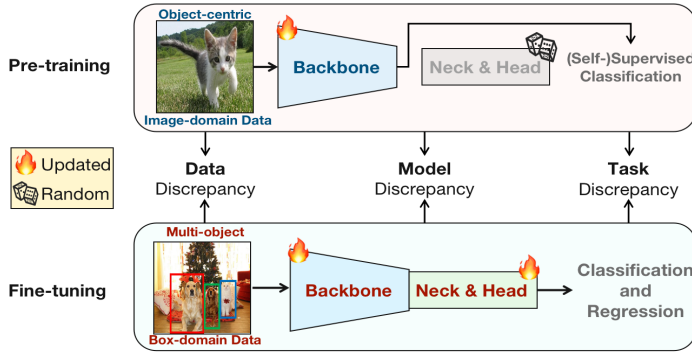 Pre-training
Object-centric
Image-domain Data
Backbone
Neck & Head
(Self-)Supervised
Classification
Updated
Random
Data
Discrepancy
Model
Discrepancy
Task
Discrepancy
Fine-tuning
Multi-object
Box-domain Data
Backbone
Neck & Head
Classification
and
Regression